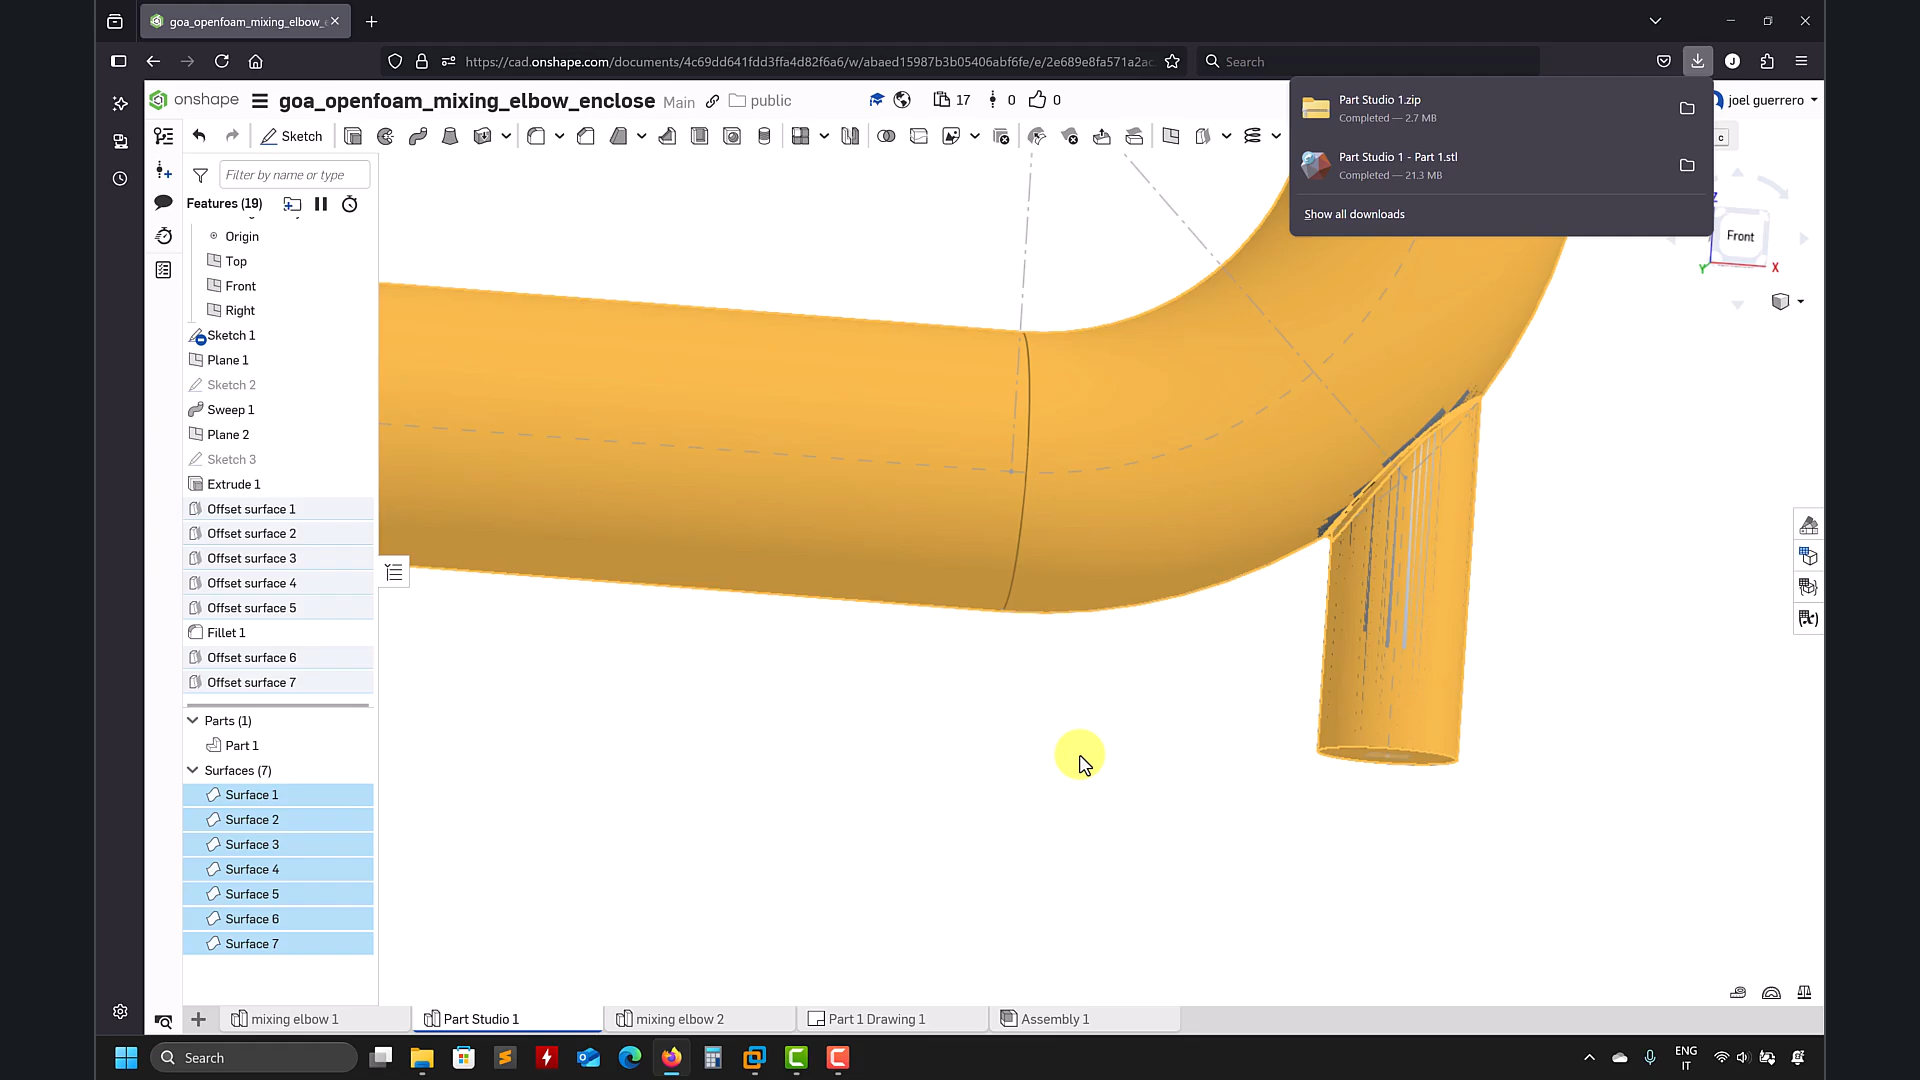 goa_openfoam_mixing_elbow_
https://cad.onshape.com/documents/4c69dd641fdd3ffa4d82f6a6/w/abaed15987b3b05406abf6fe/e/2e689e8fa571a2ac
Search
onshape
goa_openfoam_mixing_elbow_enclose
Main
public
17
0
0
joel guerrero
Part Studio 1.zip
Completed — 2.7 MB
Part Studio 1 - Part 1.stl
Completed — 21.3 MB
Show all downloads
Sketch
c
Filter by name or type
Features (19)
Origin
Top
Front
Right
Sketch 1
Plane 1
Sketch 2
Sweep 1
Plane 2
Sketch 3
Extrude 1
Offset surface 1
Offset surface 2
Offset surface 3
Offset surface 4
Offset surface 5
Fillet 1
Offset surface 6
Offset surface 7
Parts (1)
Part 1
Surfaces (7)
Surface 1
Surface 2
Surface 3
Surface 4
Surface 5
Surface 6
Surface 7
Z
Front
Y
X
(x)
mixing elbow 1
Part Studio 1
mixing elbow 2
Part 1 Drawing 1
Assembly 1
Search
ENG
IT